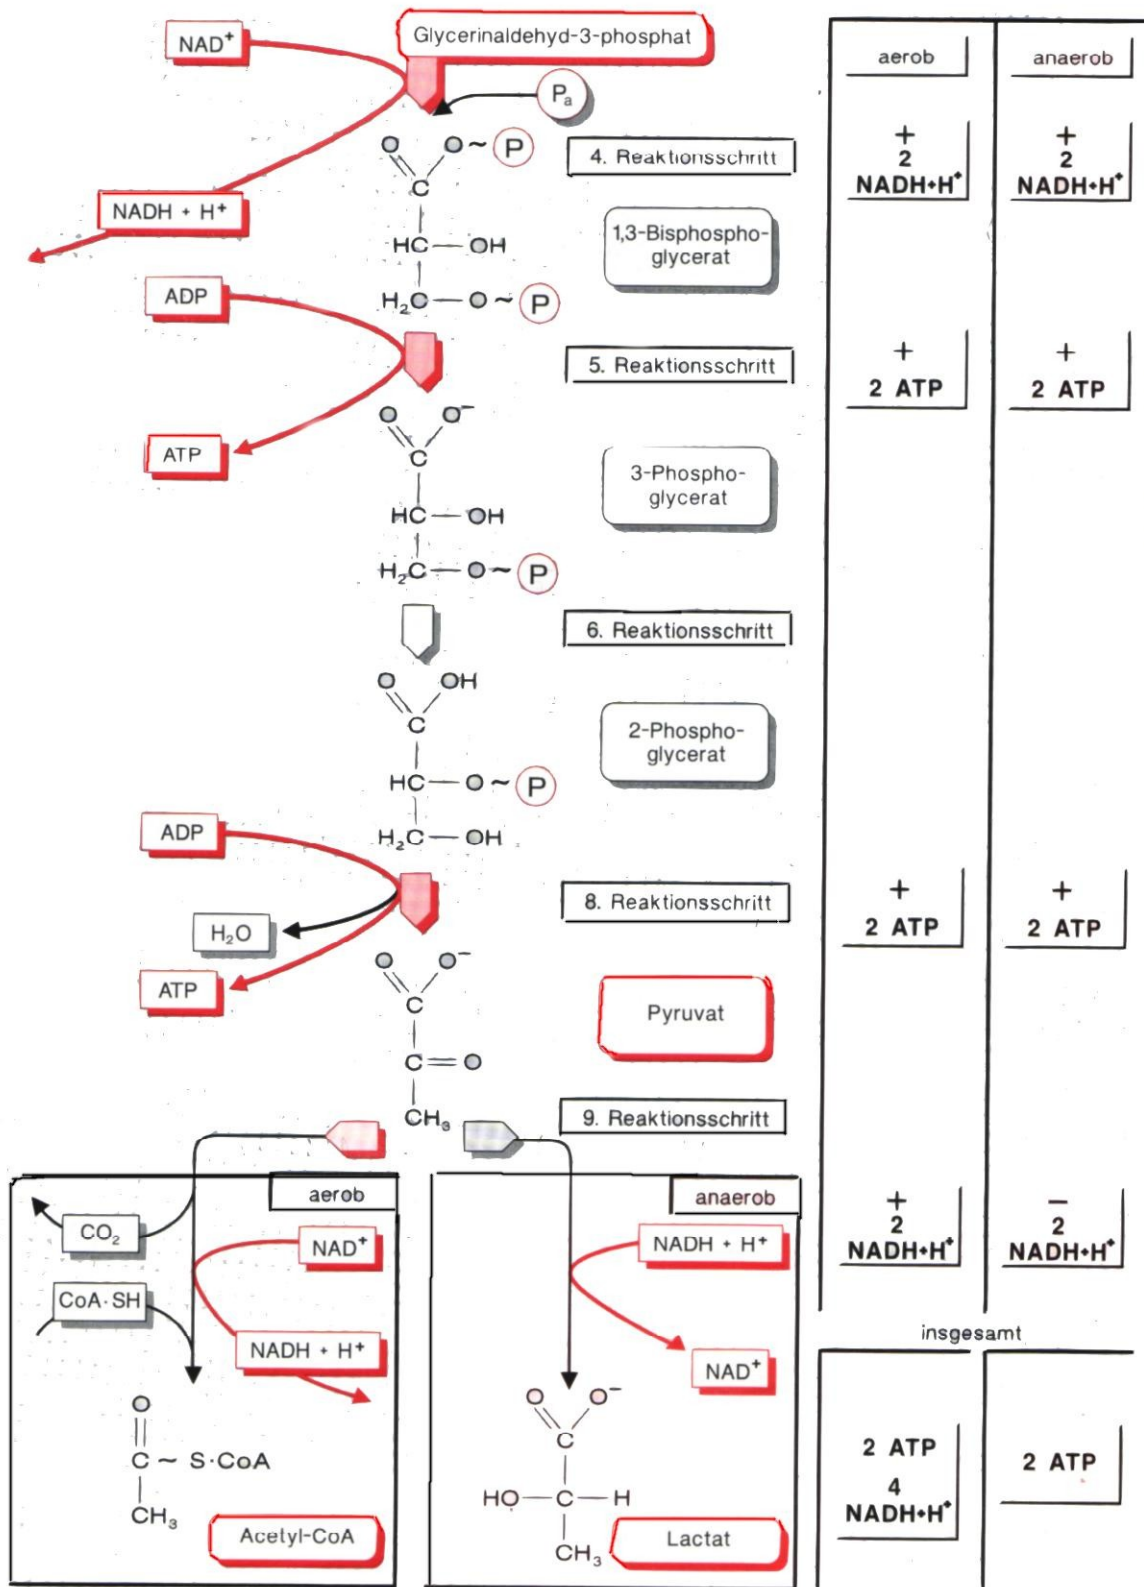 NAD⁺
Glycerinaldehyd-3-phosphat
Pₐ
aerob
anaerob
O
O ~ P
C
HC — OH
H₂C — O ~ P
4. Reaktionsschritt
+
2
NADH+H⁺
+
2
NADH+H⁺
NADH + H⁺
1,3-Bisphospho-
glycerat
ADP
5. Reaktionsschritt
+
2 ATP
+
2 ATP
ATP
O
O⁻
C
HC — OH
H₂C — O ~ P
3-Phospho-
glycerat
6. Reaktionsschritt
O
OH
C
HC — O ~ P
H₂C — OH
2-Phospho-
glycerat
ADP
8. Reaktionsschritt
+
2 ATP
+
2 ATP
H₂O
ATP
O
O⁻
C
C = O
CH₃
Pyruvat
9. Reaktionsschritt
aerob
CO₂
NAD⁺
CoA·SH
NADH + H⁺
O
C ~ S·CoA
CH₃
Acetyl-CoA
anaerob
NADH + H⁺
NAD⁺
O
O⁻
C
HO — C — H
CH₃
Lactat
+
2
NADH+H⁺
−
2
NADH+H⁺
insgesamt
2 ATP
4
NADH+H⁺
2 ATP